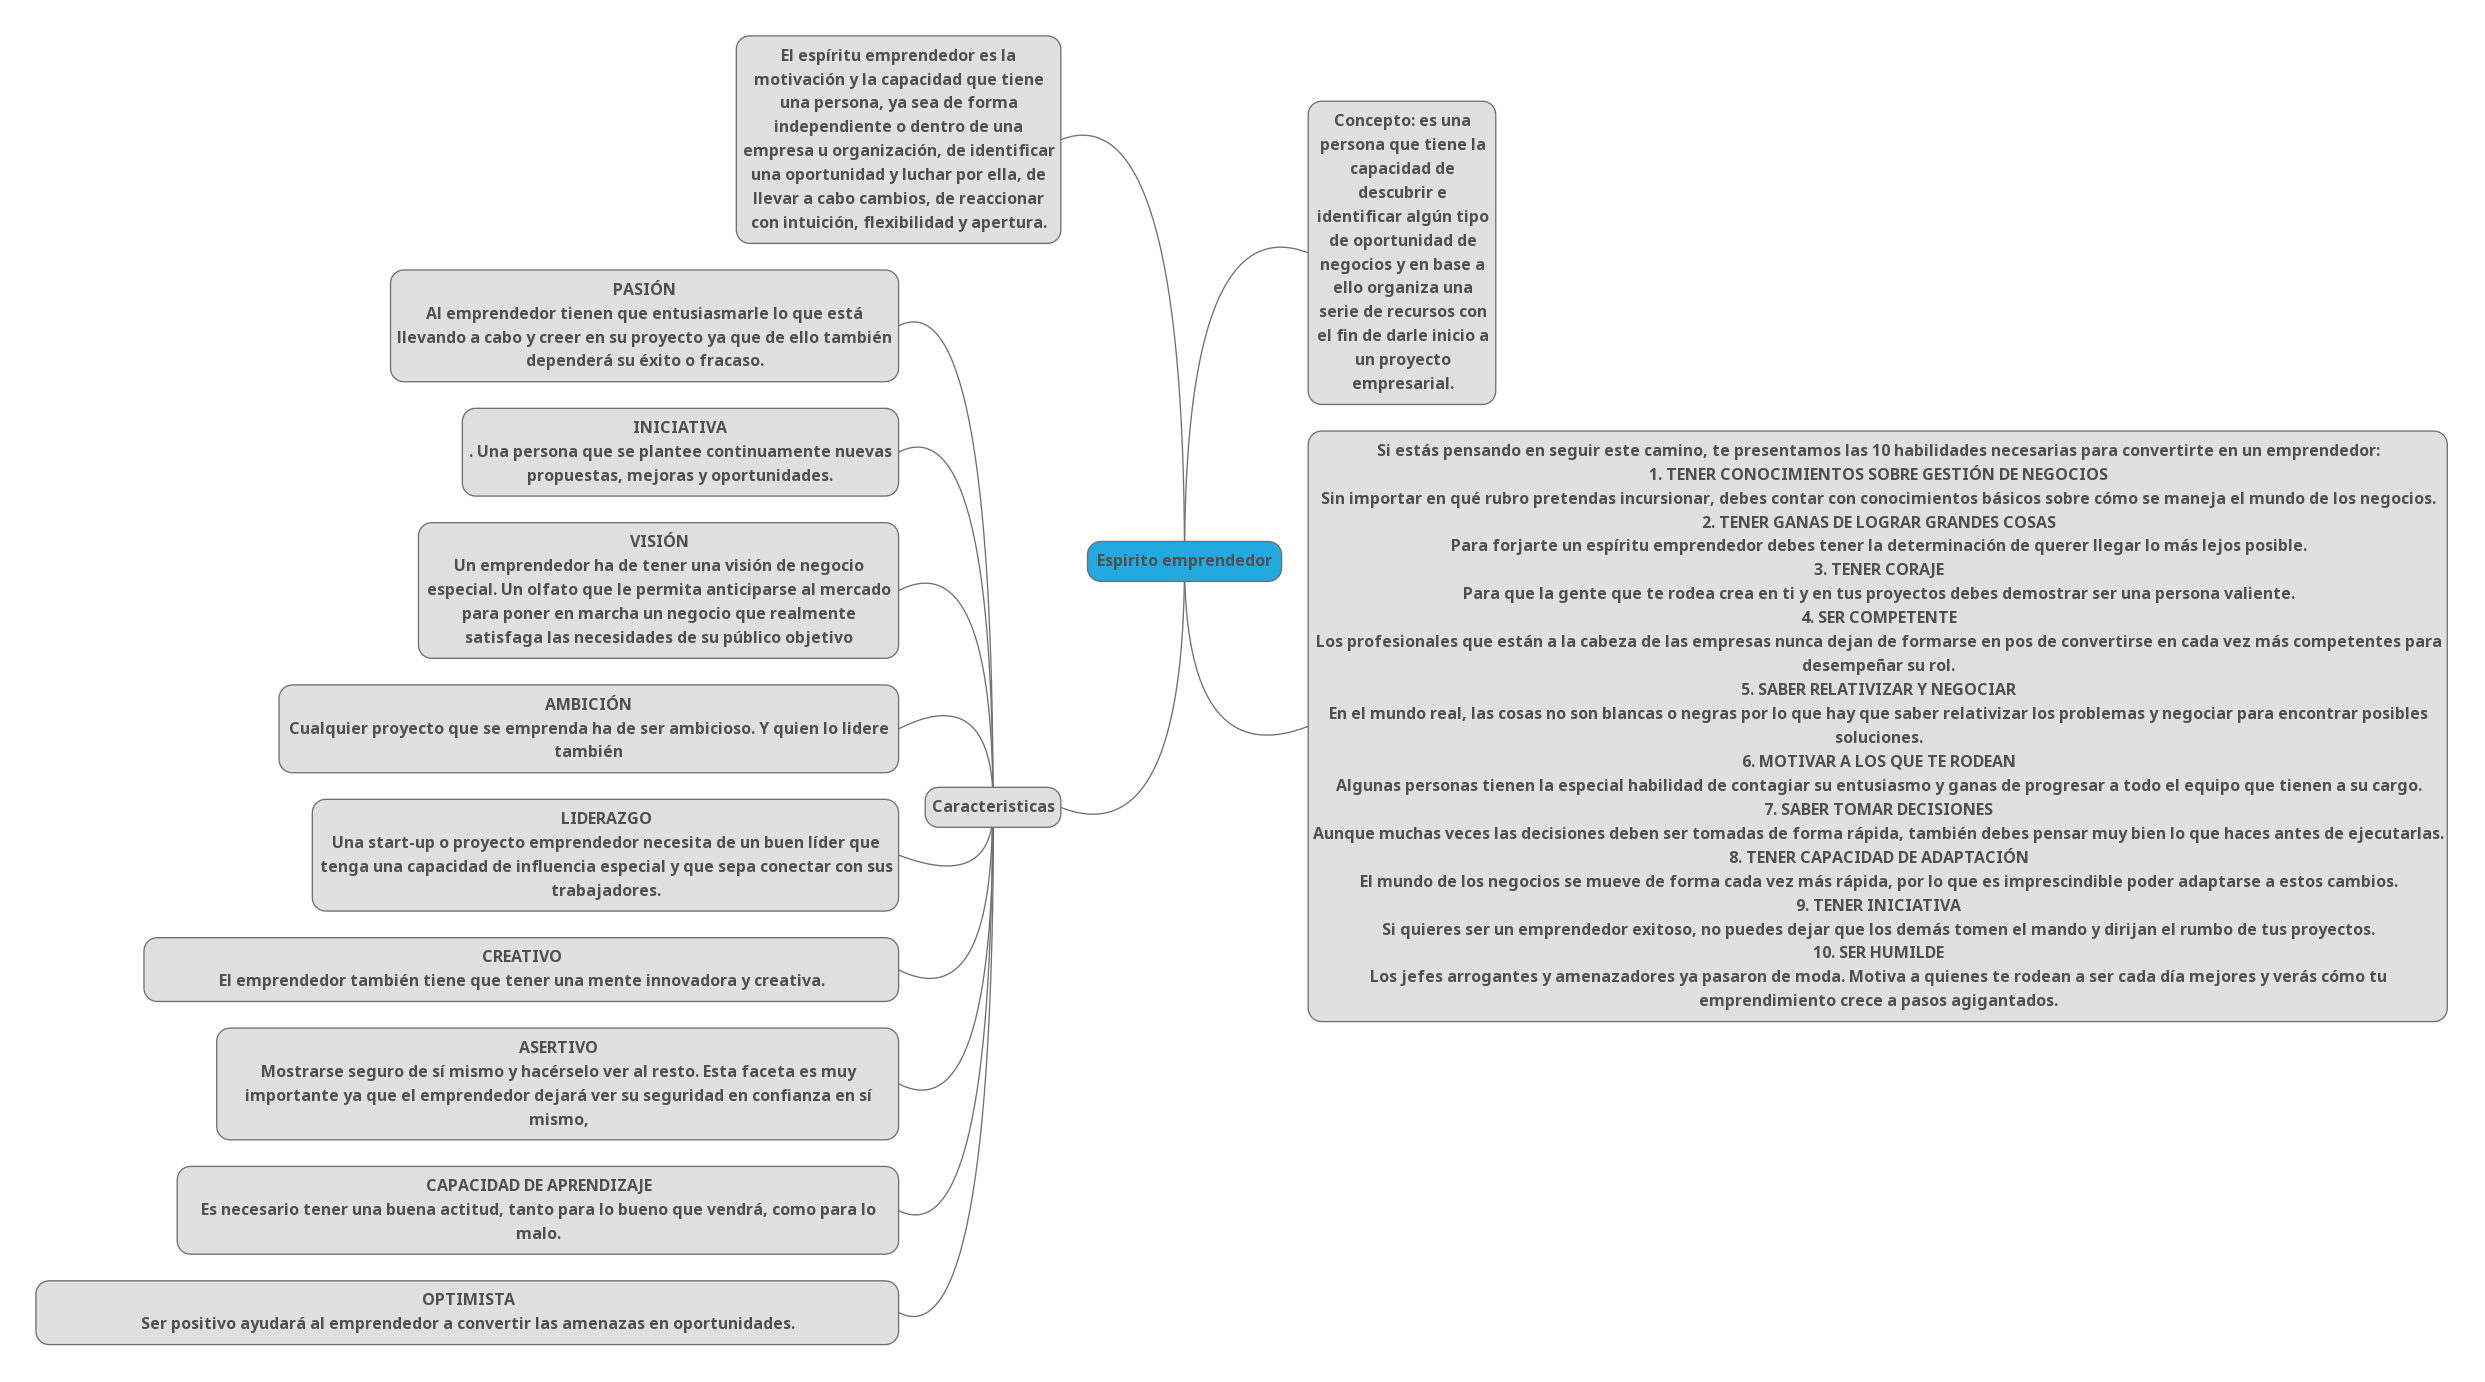 El espíritu emprendedor es la
motivación y la capacidad que tiene
una persona, ya sea de forma
independiente o dentro de una
empresa u organización, de identificar
una oportunidad y luchar por ella, de
llevar a cabo cambios, de reaccionar
con intuición, flexibilidad y apertura.
Concepto: es una
persona que tiene la
capacidad de
descubrir e
identificar algún tipo
de oportunidad de
negocios y en base a
ello organiza una
serie de recursos con
el fin de darle inicio a
un proyecto
empresarial.
PASIÓN
Al emprendedor tienen que entusiasmarle lo que está
llevando a cabo y creer en su proyecto ya que de ello también
dependerá su éxito o fracaso.
INICIATIVA
. Una persona que se plantee continuamente nuevas
propuestas, mejoras y oportunidades.
VISIÓN
Un emprendedor ha de tener una visión de negocio
especial. Un olfato que le permita anticiparse al mercado
para poner en marcha un negocio que realmente
satisfaga las necesidades de su público objetivo
AMBICIÓN
Cualquier proyecto que se emprenda ha de ser ambicioso. Y quien lo lidere
también
LIDERAZGO
Una start-up o proyecto emprendedor necesita de un buen líder que
tenga una capacidad de influencia especial y que sepa conectar con sus
trabajadores.
CREATIVO
El emprendedor también tiene que tener una mente innovadora y creativa.
ASERTIVO
Mostrarse seguro de sí mismo y hacérselo ver al resto. Esta faceta es muy
importante ya que el emprendedor dejará ver su seguridad en confianza en sí
mismo,
CAPACIDAD DE APRENDIZAJE
Es necesario tener una buena actitud, tanto para lo bueno que vendrá, como para lo
malo.
OPTIMISTA
Ser positivo ayudará al emprendedor a convertir las amenazas en oportunidades.
Caracteristicas
Espirito emprendedor
Si estás pensando en seguir este camino, te presentamos las 10 habilidades necesarias para convertirte en un emprendedor:
1. TENER CONOCIMIENTOS SOBRE GESTIÓN DE NEGOCIOS
Sin importar en qué rubro pretendas incursionar, debes contar con conocimientos básicos sobre cómo se maneja el mundo de los negocios.
2. TENER GANAS DE LOGRAR GRANDES COSAS
Para forjarte un espíritu emprendedor debes tener la determinación de querer llegar lo más lejos posible.
3. TENER CORAJE
Para que la gente que te rodea crea en ti y en tus proyectos debes demostrar ser una persona valiente.
4. SER COMPETENTE
Los profesionales que están a la cabeza de las empresas nunca dejan de formarse en pos de convertirse en cada vez más competentes para
desempeñar su rol.
5. SABER RELATIVIZAR Y NEGOCIAR
En el mundo real, las cosas no son blancas o negras por lo que hay que saber relativizar los problemas y negociar para encontrar posibles
soluciones.
6. MOTIVAR A LOS QUE TE RODEAN
Algunas personas tienen la especial habilidad de contagiar su entusiasmo y ganas de progresar a todo el equipo que tienen a su cargo.
7. SABER TOMAR DECISIONES
Aunque muchas veces las decisiones deben ser tomadas de forma rápida, también debes pensar muy bien lo que haces antes de ejecutarlas.
8. TENER CAPACIDAD DE ADAPTACIÓN
El mundo de los negocios se mueve de forma cada vez más rápida, por lo que es imprescindible poder adaptarse a estos cambios.
9. TENER INICIATIVA
Si quieres ser un emprendedor exitoso, no puedes dejar que los demás tomen el mando y dirijan el rumbo de tus proyectos.
10. SER HUMILDE
Los jefes arrogantes y amenazadores ya pasaron de moda. Motiva a quienes te rodean a ser cada día mejores y verás cómo tu
emprendimiento crece a pasos agigantados.